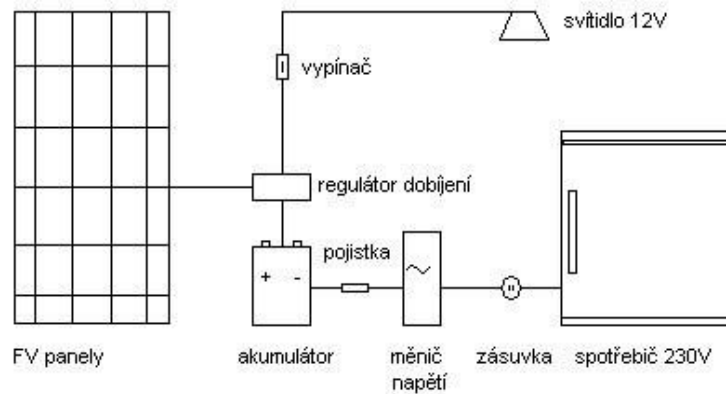 svítidlo 12V
vypínač
regulátor dobíjení
pojistka
+ -
FV panely
akumulátor
měnič
napětí
zásuvka
spotřebič 230V